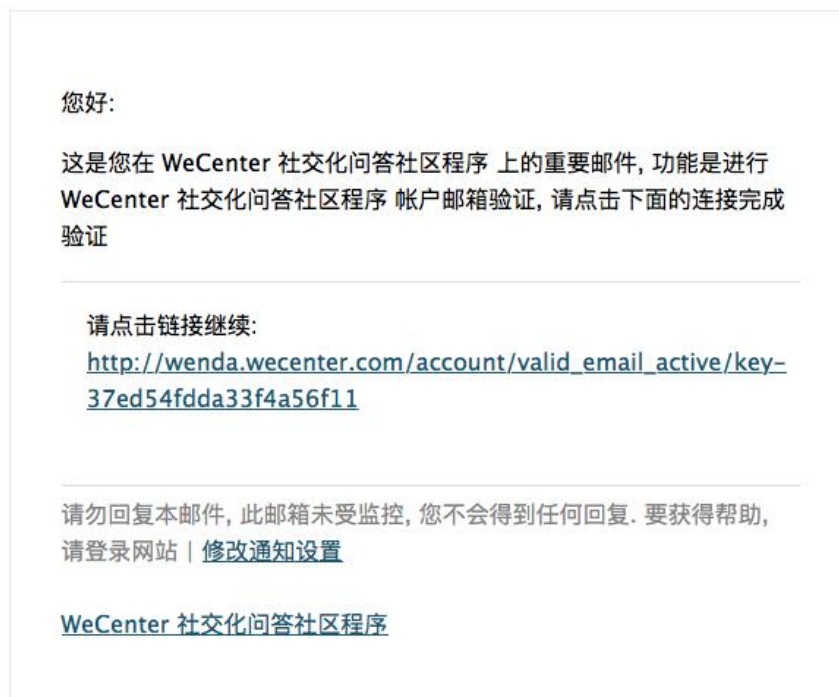 您好:
这是您在 WeCenter 社交化问答社区程序 上的重要邮件, 功能是进行
WeCenter 社交化问答社区程序 帐户邮箱验证, 请点击下面的连接完成
验证
请点击链接继续:
http://wenda.wecenter.com/account/valid_email_active/key-
37ed54fdda33f4a56f11
请勿回复本邮件, 此邮箱未受监控, 您不会得到任何回复. 要获得帮助,
请登录网站 | 修改通知设置
WeCenter 社交化问答社区程序